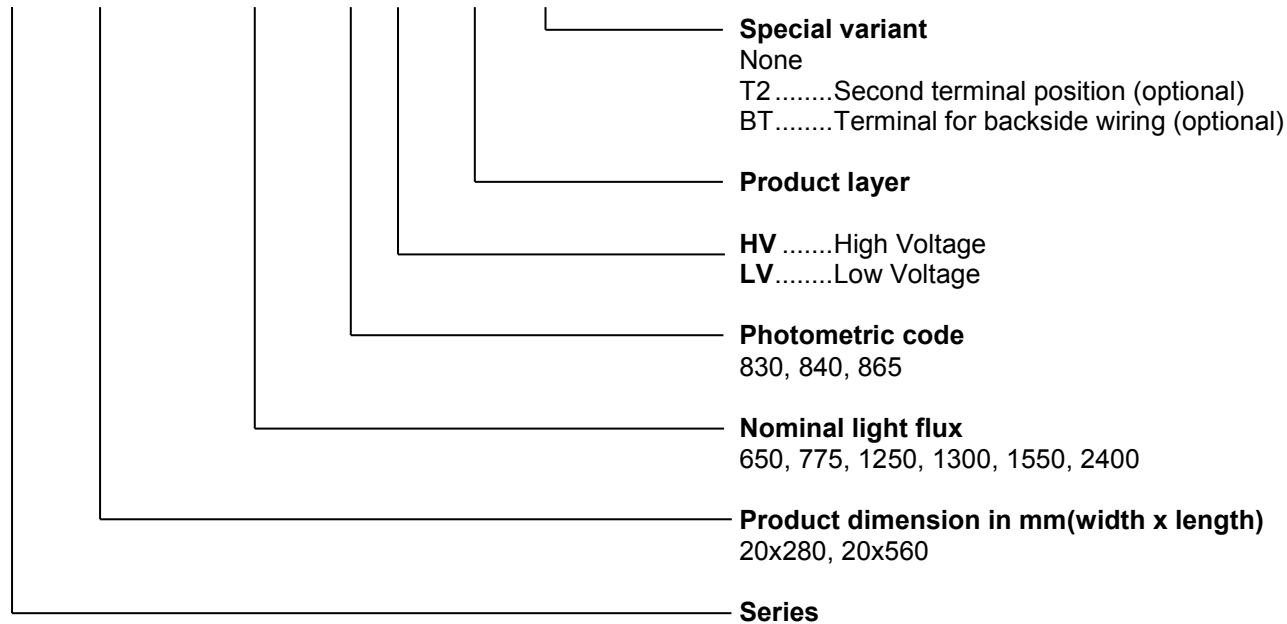 Special variant
None
T2........Second terminal position (optional)
BT........Terminal for backside wiring (optional)
Product layer
HV.......High Voltage
LV........Low Voltage
Photometric code
830, 840, 865
Nominal light flux
650, 775, 1250, 1300, 1550, 2400
Product dimension in mm(width x length)
20x280, 20x560
Series